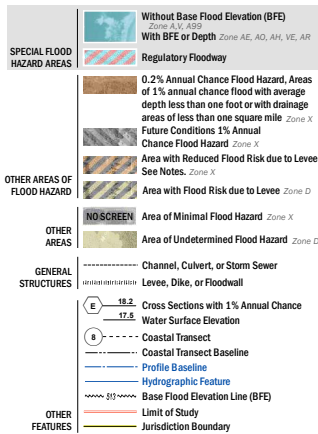 Without Base Flood Elevation (BFE)
Zone A,V, A99
With BFE or Depth Zone AE, AO, AH, VE, AR
SPECIAL FLOOD
HAZARD AREAS
Regulatory Floodway
0.2% Annual Chance Flood Hazard, Areas
of 1% annual chance flood with average
depth less than one foot or with drainage
areas of less than one square mile Zone X
Future Conditions 1% Annual
Chance Flood Hazard Zone X
Area with Reduced Flood Risk due to Levee
See Notes. Zone X
OTHER AREAS OF
FLOOD HAZARD
Area with Flood Risk due to Levee Zone D
NO SCREEN Area of Minimal Flood Hazard Zone X
OTHER
AREAS
Area of Undetermined Flood Hazard Zone D
Channel, Culvert, or Storm Sewer
GENERAL
STRUCTURES
Levee, Dike, or Floodwall
E 18.2 Cross Sections with 1% Annual Chance
17.5 Water Surface Elevation
8 Coastal Transect
Coastal Transect Baseline
Profile Baseline
Hydrographic Feature
513 Base Flood Elevation Line (BFE)
OTHER
FEATURES
Limit of Study
Jurisdiction Boundary